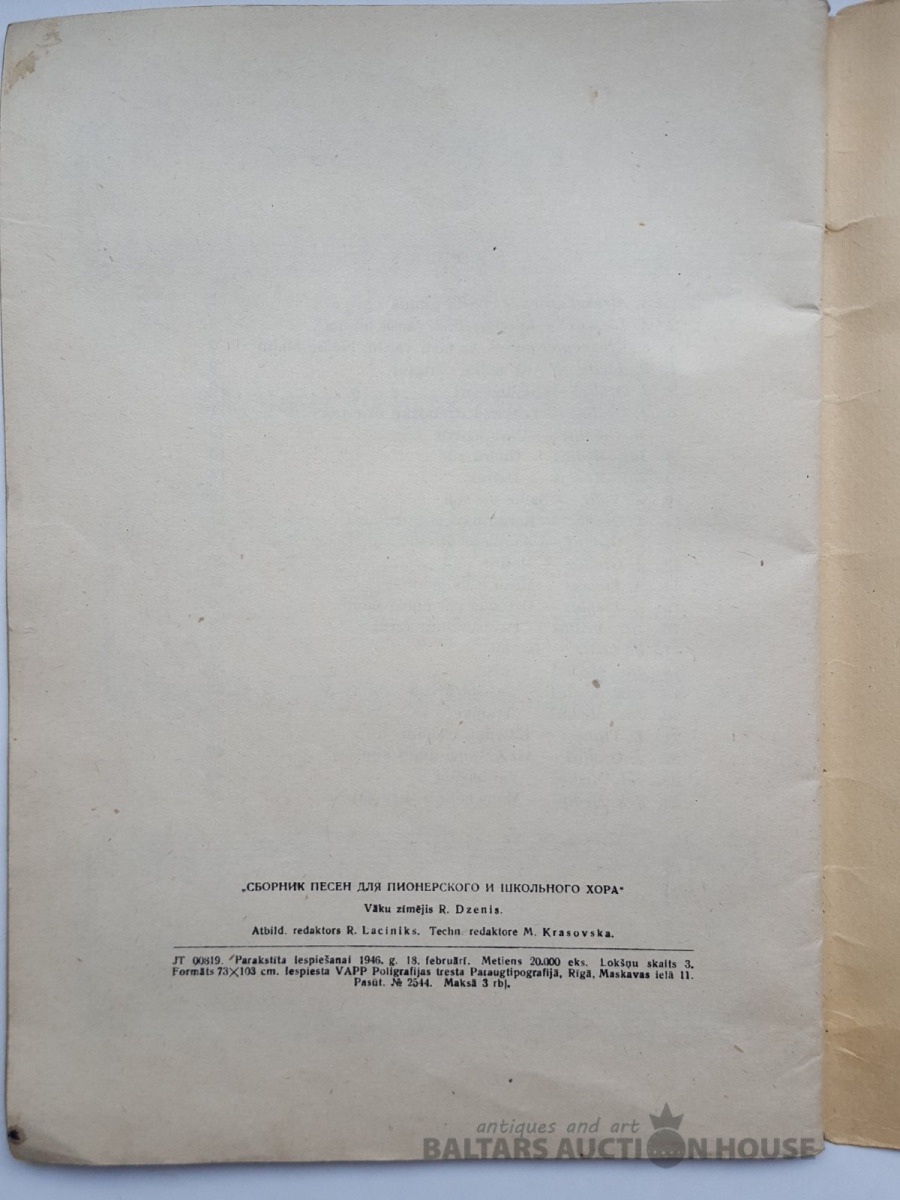 „СБОРНИК ПЕСЕН ДЛЯ ПИОНЕРСКОГО И ШКОЛЬНОГО ХОРА“
Vāku zīmējis R. Dzenis.
Atbild. redaktors R. Laciniks. Techn. redaktore M. Krasovska.
JT 00819. Parakstīta iespiešanai 1946. g. 18. februārī. Metiens 20.000 eks. Lokšņu skaits 3.
Formāts 73×103 cm. Iespiesta VAPP Poligrafijas tresta Paraugtipografijā, Rīgā, Maskavas ielā 11.
Pasūt. № 2544. Maksā 3 rbļ.
antiques and art
BALTARS AUCTION HOUSE